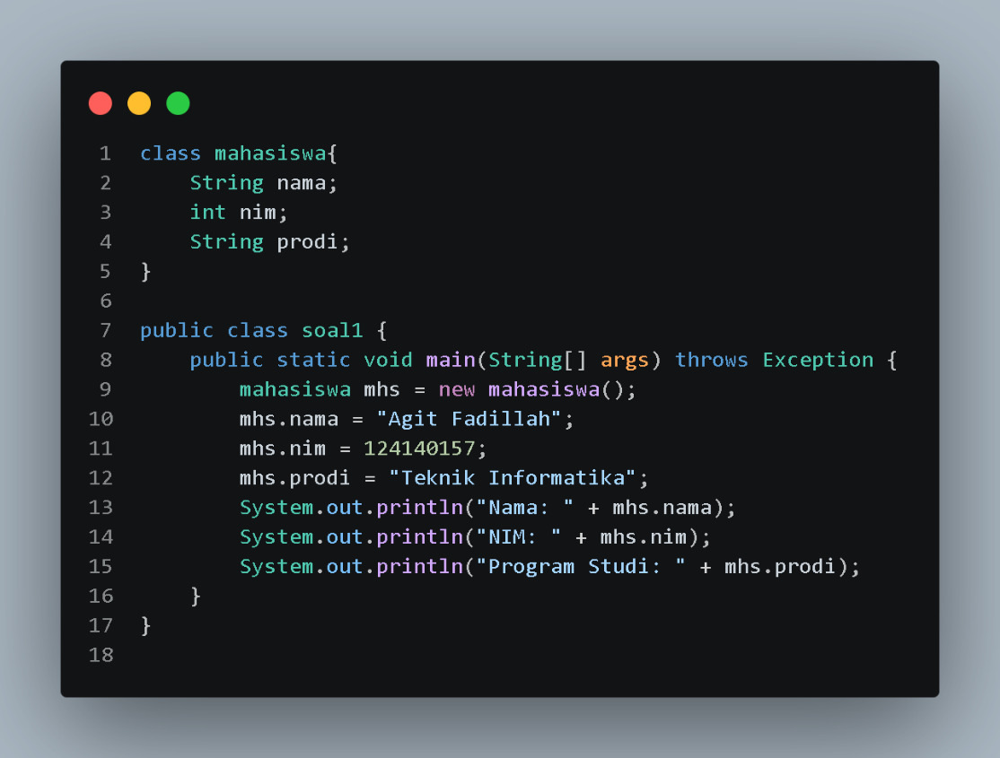 1 class mahasiswa{
2     String nama;
3     int nim;
4     String prodi;
5 }
6
7 public class soal1 {
8     public static void main(String[] args) throws Exception {
9         mahasiswa mhs = new mahasiswa();
10         mhs.nama = "Agit Fadillah";
11         mhs.nim = 124140157;
12         mhs.prodi = "Teknik Informatika";
13         System.out.println("Nama: " + mhs.nama);
14         System.out.println("NIM: " + mhs.nim);
15         System.out.println("Program Studi: " + mhs.prodi);
16     }
17 }
18